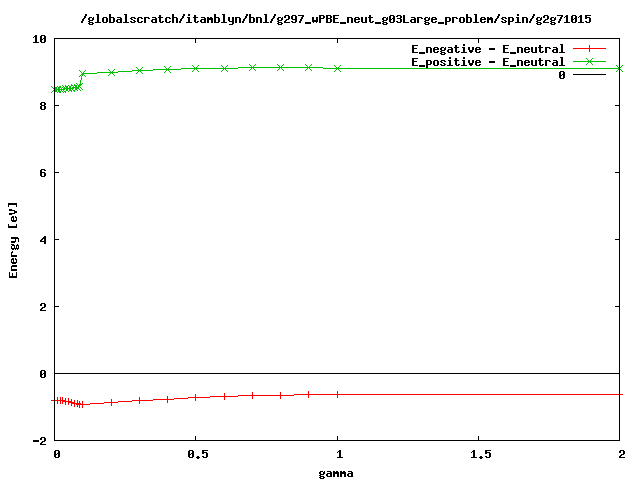 /globalscratch/itamblyn/bnl/g297_wPBE_neut_g03Large_problem/spin/g2g71015
E_negative - E_neutral
E_positive - E_neutral
0
10
8
6
4
2
0
-2
Energy [eV]
0 0.5 1 1.5 2
gamma